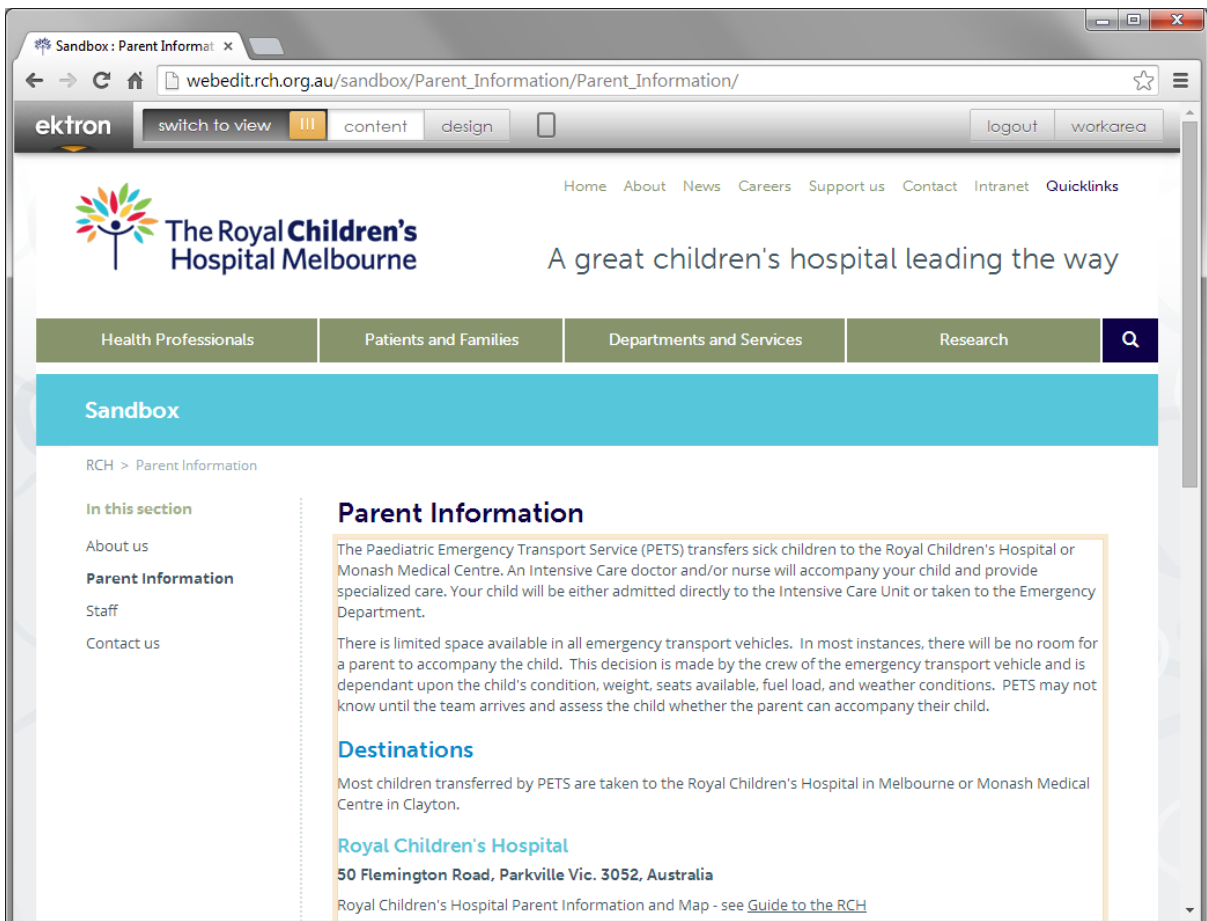 Sandbox : Parent Informat ×
webedit.rch.org.au/sandbox/Parent_Information/Parent_Information/
ektron switch to view content design logout workarea
Home About News Careers Support us Contact Intranet Quicklinks
The Royal Children's
Hospital Melbourne
A great children's hospital leading the way
Health Professionals Patients and Families Departments and Services Research
Sandbox
RCH > Parent Information
In this section
About us
Parent Information
Staff
Contact us
Parent Information
The Paediatric Emergency Transport Service (PETS) transfers sick children to the Royal Children's Hospital or
Monash Medical Centre. An Intensive Care doctor and/or nurse will accompany your child and provide
specialized care. Your child will be either admitted directly to the Intensive Care Unit or taken to the Emergency
Department.
There is limited space available in all emergency transport vehicles.  In most instances, there will be no room for
a parent to accompany the child.  This decision is made by the crew of the emergency transport vehicle and is
dependant upon the child's condition, weight, seats available, fuel load, and weather conditions.  PETS may not
know until the team arrives and assess the child whether the parent can accompany their child.
Destinations
Most children transferred by PETS are taken to the Royal Children's Hospital in Melbourne or Monash Medical
Centre in Clayton.
Royal Children's Hospital
50 Flemington Road, Parkville Vic. 3052, Australia
Royal Children's Hospital Parent Information and Map - see Guide to the RCH